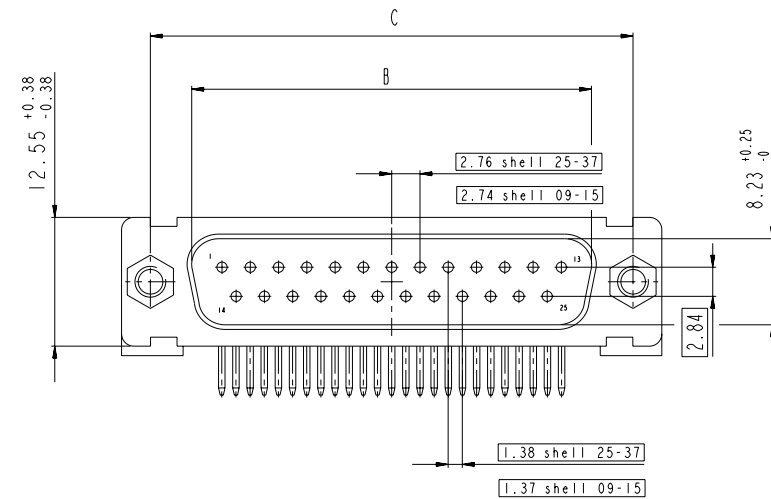 C
B
12.55 +0.38 -0.38
2.76 shell 25-37
2.74 shell 09-15
8.23 +0.25 -0
1
13
14
25
2.84
1.38 shell 25-37
1.37 shell 09-15